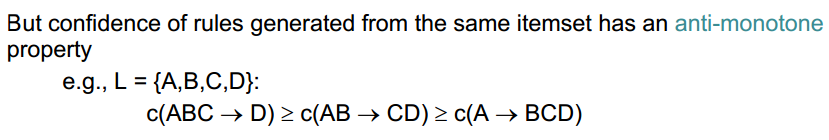 But confidence of rules generated from the same itemset has an anti-monotone
property
e.g., L = {A,B,C,D}:
c(ABC → D) ≥ c(AB → CD) ≥ c(A → BCD)